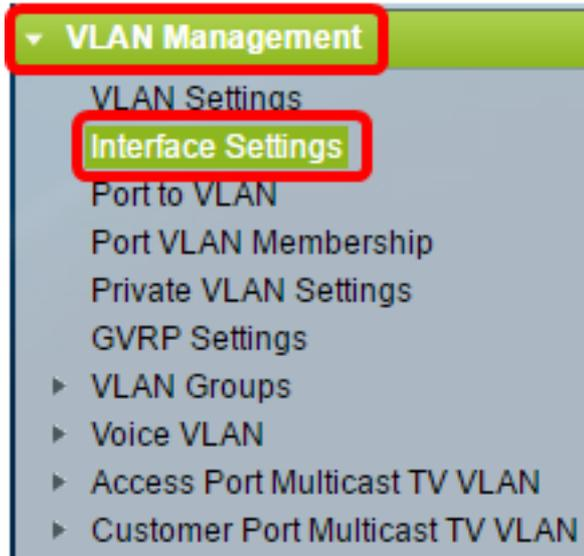 VLAN Management
VLAN Settings
Interface Settings
Port to VLAN
Port VLAN Membership
Private VLAN Settings
GVRP Settings
VLAN Groups
Voice VLAN
Access Port Multicast TV VLAN
Customer Port Multicast TV VLAN